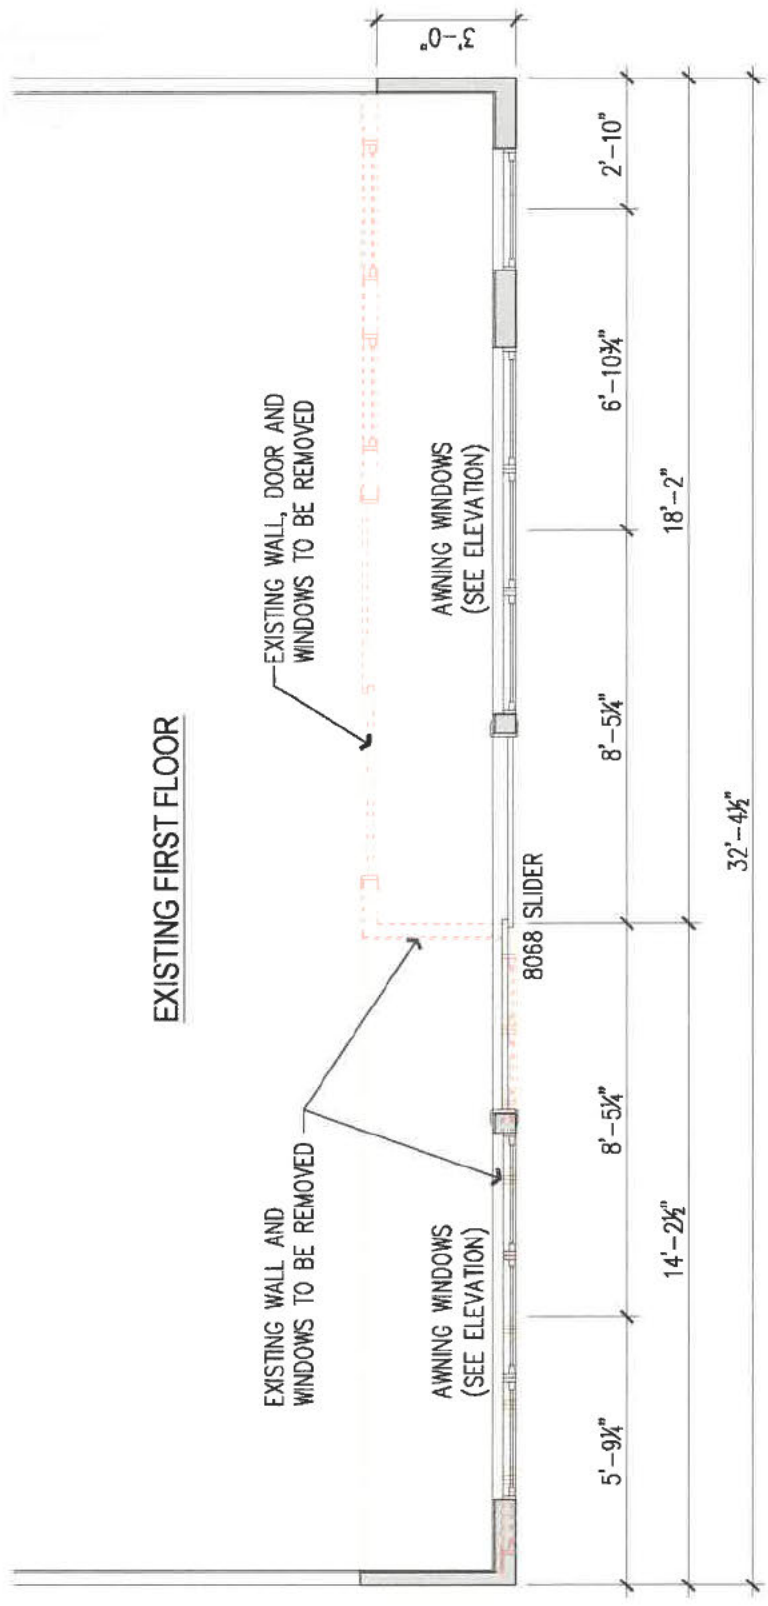 3'-0"
EXISTING FIRST FLOOR
EXISTING WALL AND
WINDOWS TO BE REMOVED
EXISTING WALL, DOOR AND
WINDOWS TO BE REMOVED
AWNING WINDOWS
(SEE ELEVATION)
8068 SLIDER
AWNING WINDOWS
(SEE ELEVATION)
5'-9¼"
8'-5¼"
8'-5¼"
6'-10¾"
2'-10"
14'-2½"
18'-2"
32'-4½"